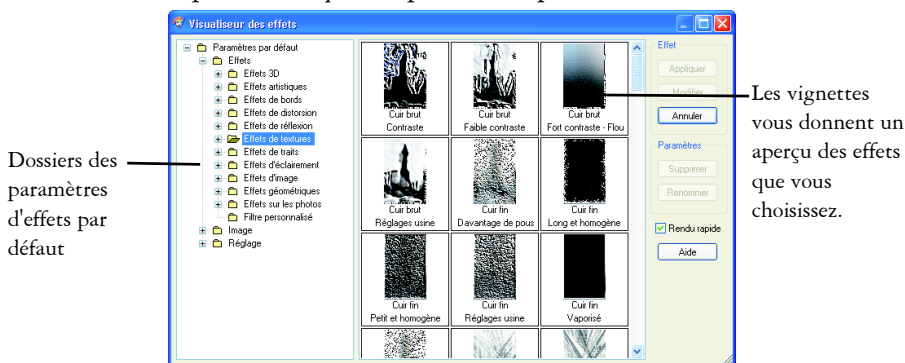 Visualiseur des effets
Paramètres par défaut
Effets
Effets 3D
Effets artistiques
Effets de bords
Effets de distorsion
Effets de réflexion
Effets de textures
Effets de traits
Effets d'éclairement
Effets d'image
Effets géométriques
Effets sur les photos
Filtre personnalisé
Image
Réglage
Cuir brut
Contraste
Cuir brut
Faible contraste
Cuir brut
Fort contraste - Flou
Cuir brut
Réglages usine
Cuir fin
Davantage de pous
Cuir fin
Long et homogène
Cuir fin
Petit et homogène
Cuir fin
Réglages usine
Cuir fin
Vaporisé
Effet
Appliquer
Modifier
Annuler
Paramètres
Supprimer
Renommer
Rendu rapide
Aide
Dossiers des
paramètres
d'effets par
défaut
Les vignettes
vous donnent un
aperçu des effets
que vous
choisissez.